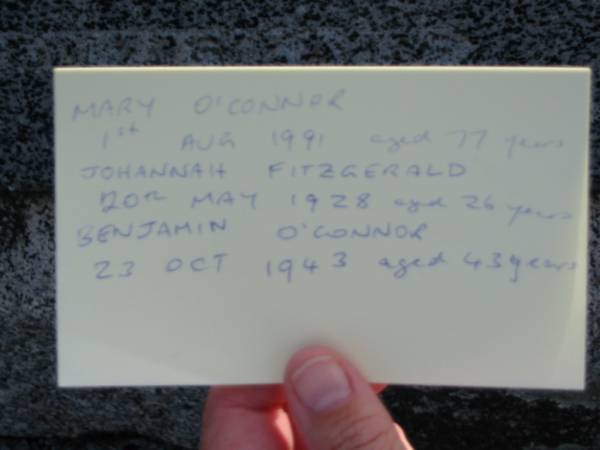 MARY O'CONNOR
1st AUG 1991 aged 77 years
JOHANNAH FITZGERALD
20th MAY 1928 aged 26 years
BENJAMIN O'CONNOR
23 OCT 1943 aged 43 years